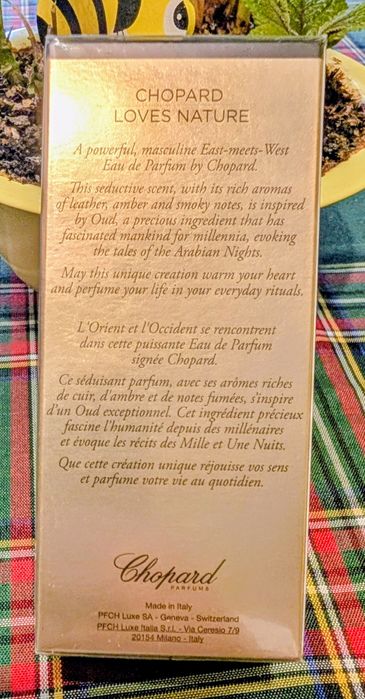 CHOPARD
LOVES NATURE
A powerful, masculine East-meets-West
Eau de Parfum by Chopard.
This seductive scent, with its rich aromas
of leather, amber and smoky notes, is inspired
by Oud, a precious ingredient that has
fascinated mankind for millennia, evoking
the tales of the Arabian Nights.
May this unique creation warm your heart
and perfume your life in your everyday rituals.
L'Orient et l'Occident se rencontrent
dans cette puissante Eau de Parfum
signée Chopard.
Ce séduisant parfum, avec ses arômes riches
de cuir, d'ambre et de notes fumées, s'inspire
d'un Oud exceptionnel. Cet ingrédient précieux
fascine l'humanité depuis des millénaires
et évoque les récits des Mille et Une Nuits.
Que cette création unique réjouisse vos sens
et parfume votre vie au quotidien.
Chopard
PARFUMS
Made in Italy
PFCH Luxe SA - Geneva - Switzerland
PFCH Luxe Italia S.r.l. - Via Ceresio 7/9
20154 Milano - Italy